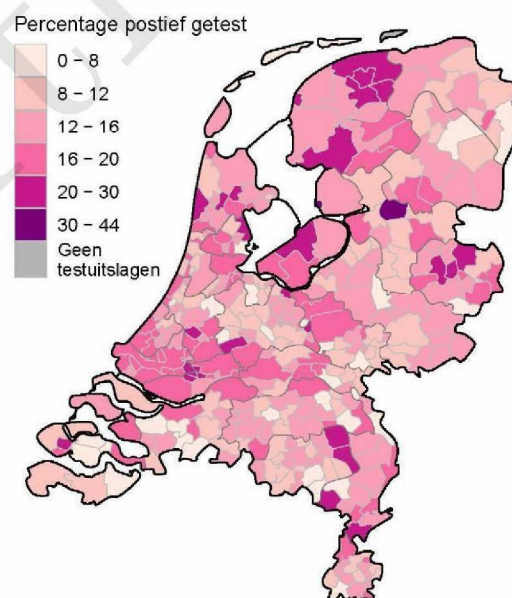 Percentage postief getest
0 – 8
8 – 12
12 – 16
16 – 20
20 – 30
30 – 44
Geen
testuitslagen